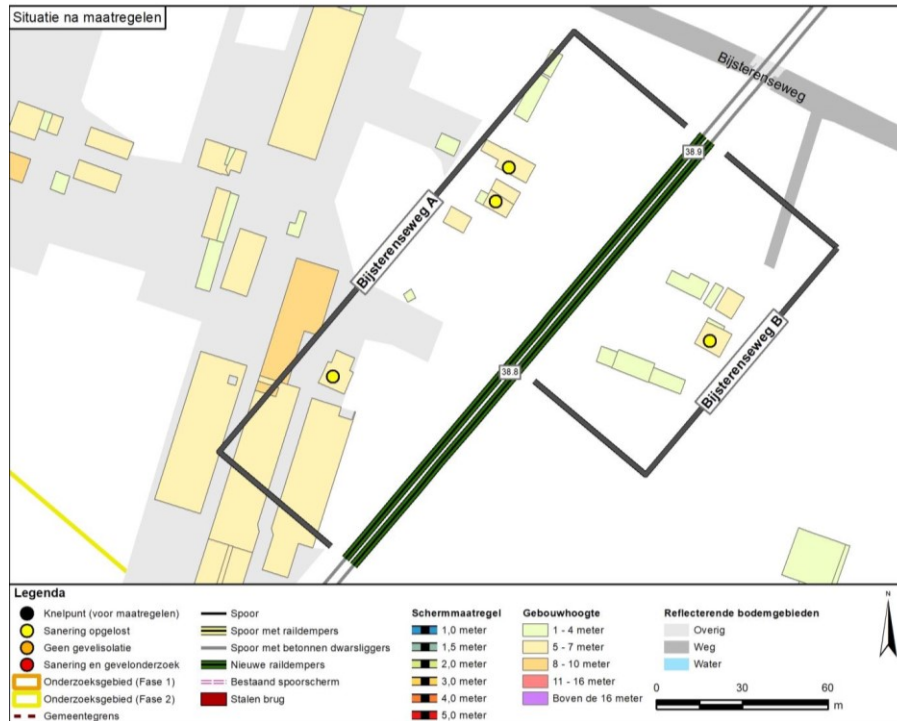 Situatie na maatregelen
Bijsterenseweg
38.9
Bijsterenseweg A
38.8
Bijsterenseweg B
Legenda
Knelpunt (voor maatregelen)
Sanering opgelost
Geen gevelisolatie
Sanering en gevelonderzoek
Onderzoeksgebied (Fase 1)
Onderzoeksgebied (Fase 2)
Gemeentegrens
Spoor
Spoor met raildempers
Spoor met betonnen dwarsliggers
Nieuwe raildempers
Bestaand spoorscherm
Stalen brug
Schermmaatregel
1,0 meter
1,5 meter
2,0 meter
3,0 meter
4,0 meter
5,0 meter
Gebouwhoogte
1 - 4 meter
5 - 7 meter
8 - 10 meter
11 - 16 meter
Boven de 16 meter
Reflecterende bodemgebieden
Overig
Weg
Water
N
0 30 60
m